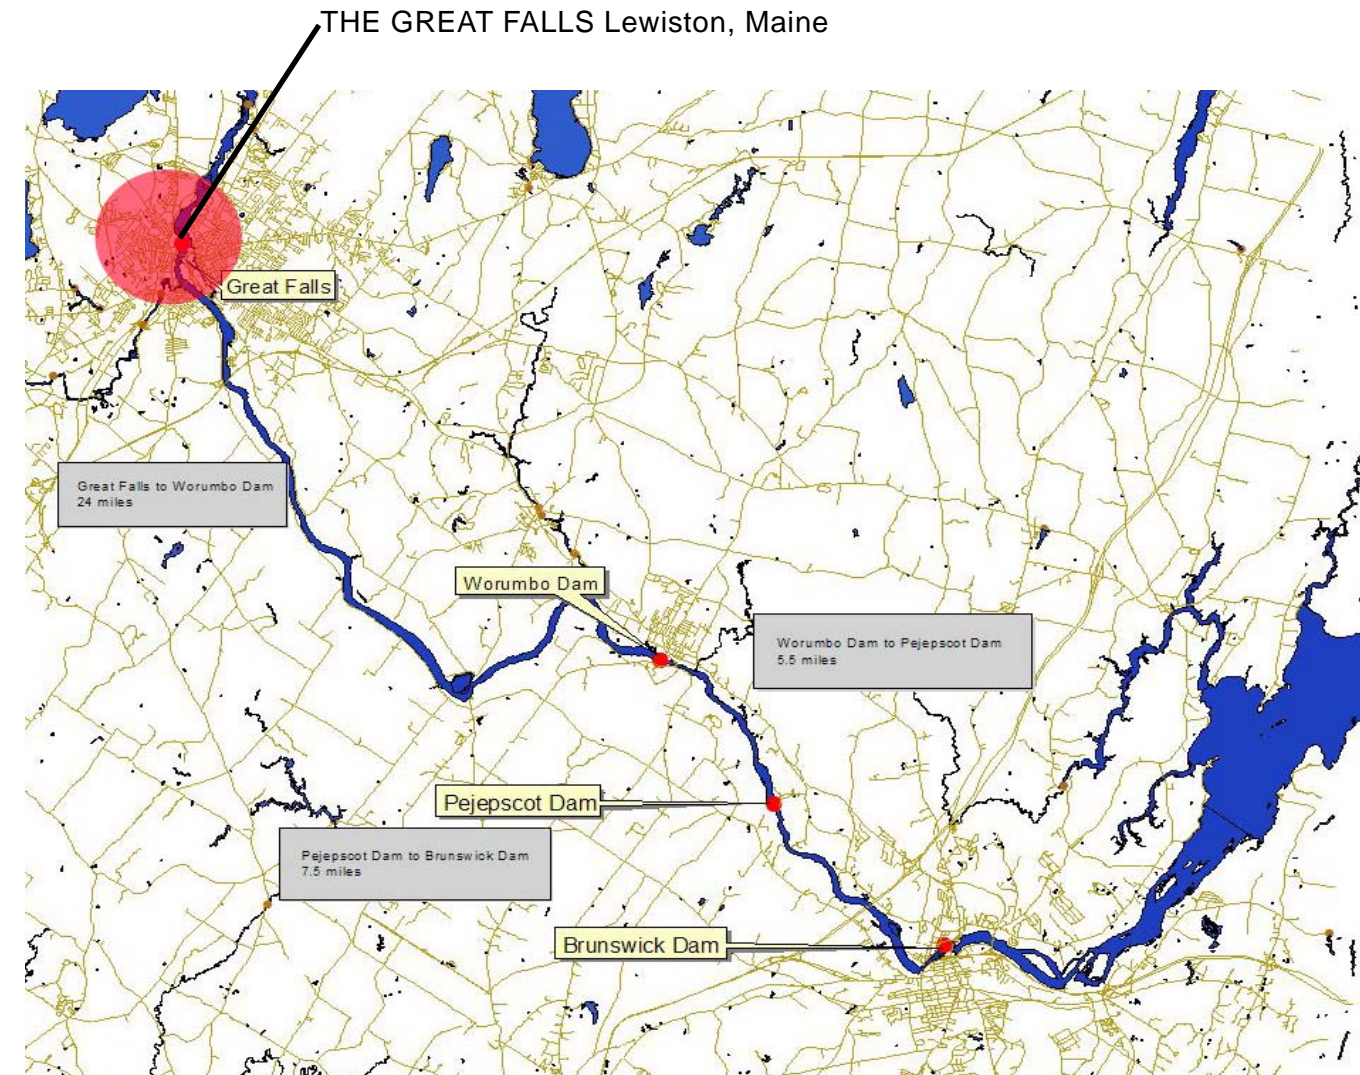 THE GREAT FALLS Lewiston, Maine
Great Falls
Great Falls to Worumbo Dam
24 miles
Worumbo Dam
Worumbo Dam to Pejepscot Dam
5.5 miles
Pejepscot Dam
Pejepscot Dam to Brunswick Dam
7.5 miles
Brunswick Dam